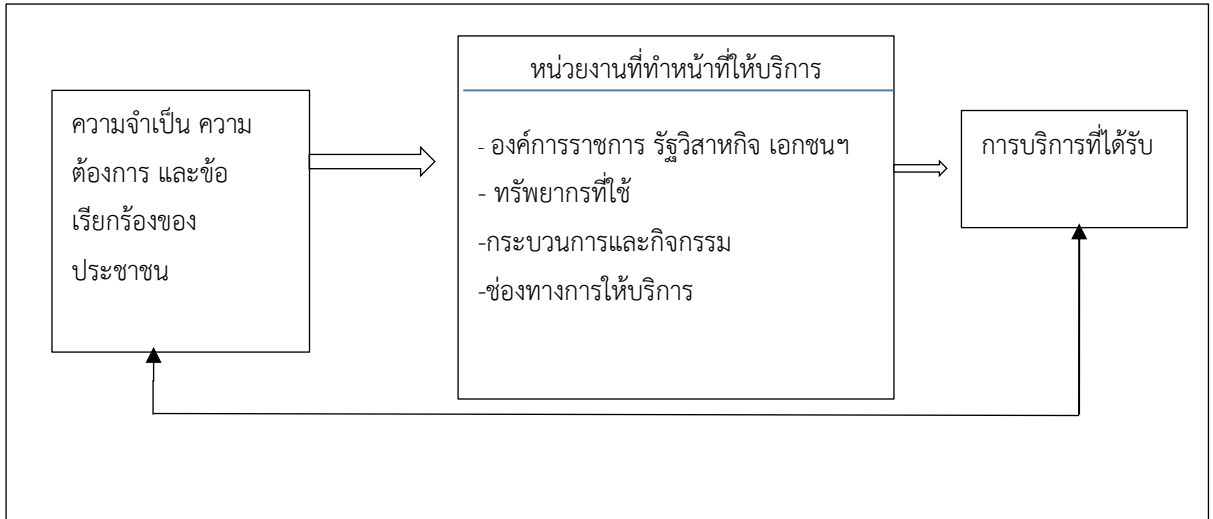 ความจำเป็น ความ
ต้องการ และข้อ
เรียกร้องของ
ประชาชน
หน่วยงานที่ทำหน้าที่ให้บริการ
- องค์การราชการ รัฐวิสาหกิจ เอกชนฯ
- ทรัพยากรที่ใช้
-กระบวนการและกิจกรรม
-ช่องทางการให้บริการ
การบริการที่ได้รับ